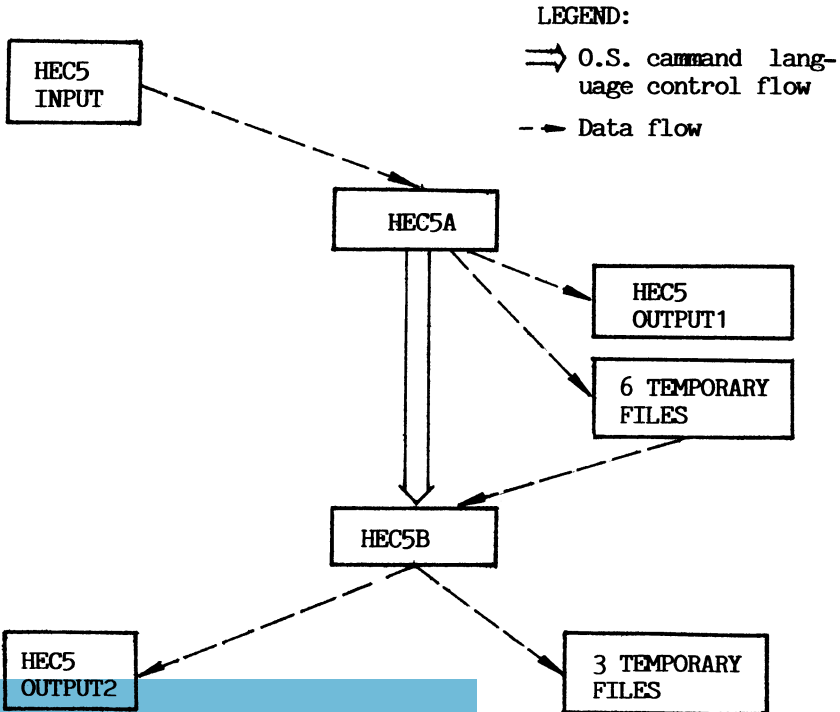 LEGEND:
O.S. cammand lang-
uage control flow
Data flow
HEC5
INPUT
HEC5A
HEC5
OUTPUT1
6 TEMPORARY
FILES
HEC5B
HEC5
OUTPUT2
3 TEMPORARY
FILES